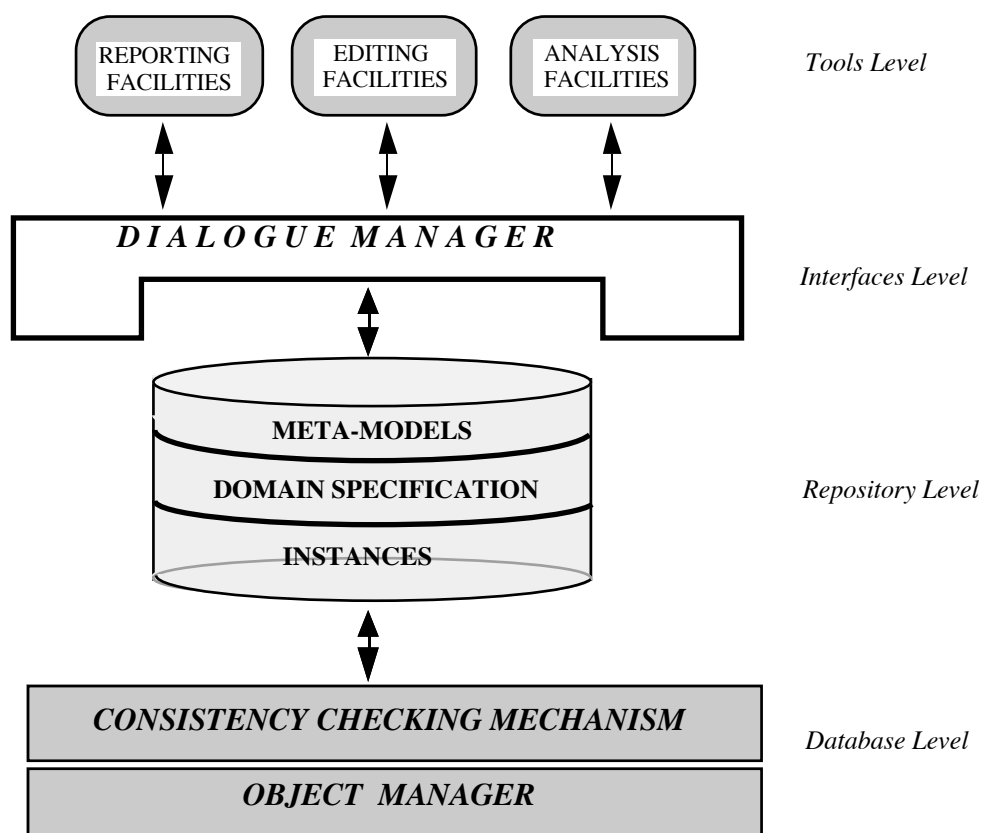 REPORTING
FACILITIES
EDITING
FACILITIES
ANALYSIS
FACILITIES
Tools Level
DIALOGUE MANAGER
Interfaces Level
META-MODELS
DOMAIN SPECIFICATION
INSTANCES
Repository Level
CONSISTENCY CHECKING MECHANISM
Database Level
OBJECT MANAGER